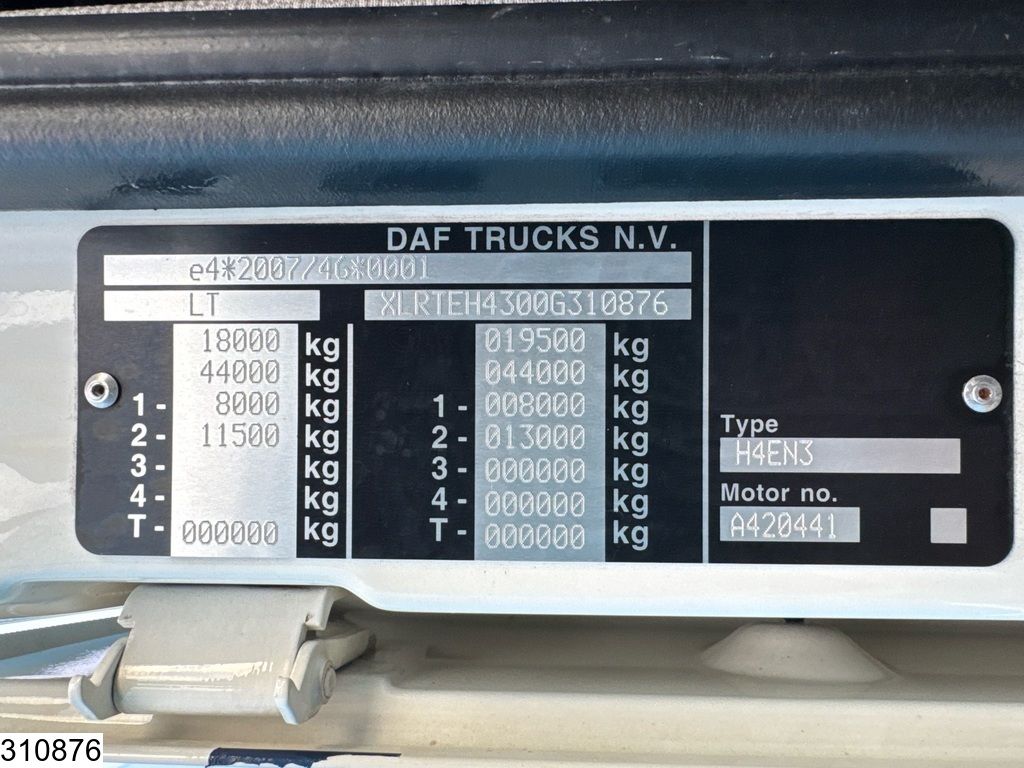 DAF TRUCKS N.V.
e4*2007/46*0001
LT XLRTEH4300G310876
18000 kg 019500 kg
44000 kg 044000 kg
1- 8000 kg 1- 008000 kg
2- 11500 kg 2- 013000 kg
3- kg 3- 000000 kg
4- kg 4- 000000 kg
T- 000000 kg T- 000000 kg
Type
H4EN3
Motor no.
A420441
310876